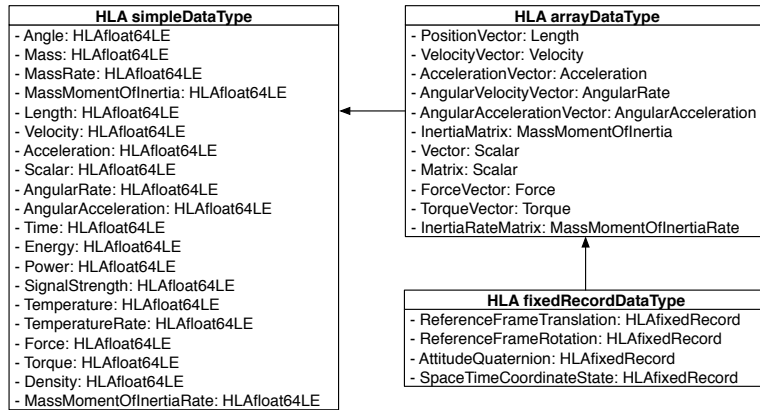 HLA simpleDataType
- Angle: HLAfloat64LE
- Mass: HLAfloat64LE
- MassRate: HLAfloat64LE
- MassMomentOfInertia: HLAfloat64LE
- Length: HLAfloat64LE
- Velocity: HLAfloat64LE
- Acceleration: HLAfloat64LE
- Scalar: HLAfloat64LE
- AngularRate: HLAfloat64LE
- AngularAcceleration: HLAfloat64LE
- Time: HLAfloat64LE
- Energy: HLAfloat64LE
- Power: HLAfloat64LE
- SignalStrength: HLAfloat64LE
- Temperature: HLAfloat64LE
- TemperatureRate: HLAfloat64LE
- Force: HLAfloat64LE
- Torque: HLAfloat64LE
- Density: HLAfloat64LE
- MassMomentOfInertiaRate: HLAfloat64LE
HLA arrayDataType
- PositionVector: Length
- VelocityVector: Velocity
- AccelerationVector: Acceleration
- AngularVelocityVector: AngularRate
- AngularAccelerationVector: AngularAcceleration
- InertiaMatrix: MassMomentOfInertia
- Vector: Scalar
- Matrix: Scalar
- ForceVector: Force
- TorqueVector: Torque
- InertiaRateMatrix: MassMomentOfInertiaRate
HLA fixedRecordDataType
- ReferenceFrameTranslation: HLAfixedRecord
- ReferenceFrameRotation: HLAfixedRecord
- AttitudeQuaternion: HLAfixedRecord
- SpaceTimeCoordinateState: HLAfixedRecord